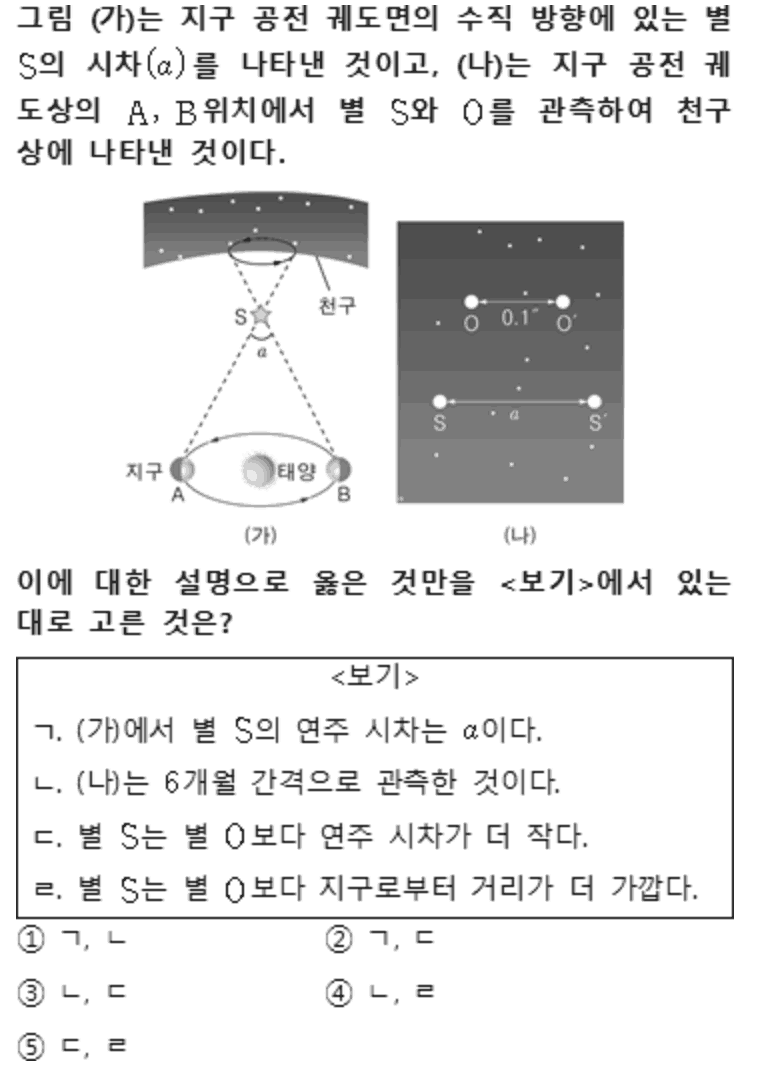 그림 (가)는 지구 공전 궤도면의 수직 방향에 있는 별
S의 시차(α)를 나타낸 것이고, (나)는 지구 공전 궤
도상의 A, B위치에서 별 S와 O를 관측하여 천구
상에 나타낸 것이다.
천구
S
α
지구
태양
A
B
(가)
O
0.1″
O′
S
α
S′
(나)
이에 대한 설명으로 옳은 것만을 <보기>에서 있는
대로 고른 것은?
<보기>
ㄱ. (가)에서 별 S의 연주 시차는 α이다.
ㄴ. (나)는 6개월 간격으로 관측한 것이다.
ㄷ. 별 S는 별 O보다 연주 시차가 더 작다.
ㄹ. 별 S는 별 O보다 지구로부터 거리가 더 가깝다.
① ㄱ, ㄴ ② ㄱ, ㄷ
③ ㄴ, ㄷ ④ ㄴ, ㄹ
⑤ ㄷ, ㄹ